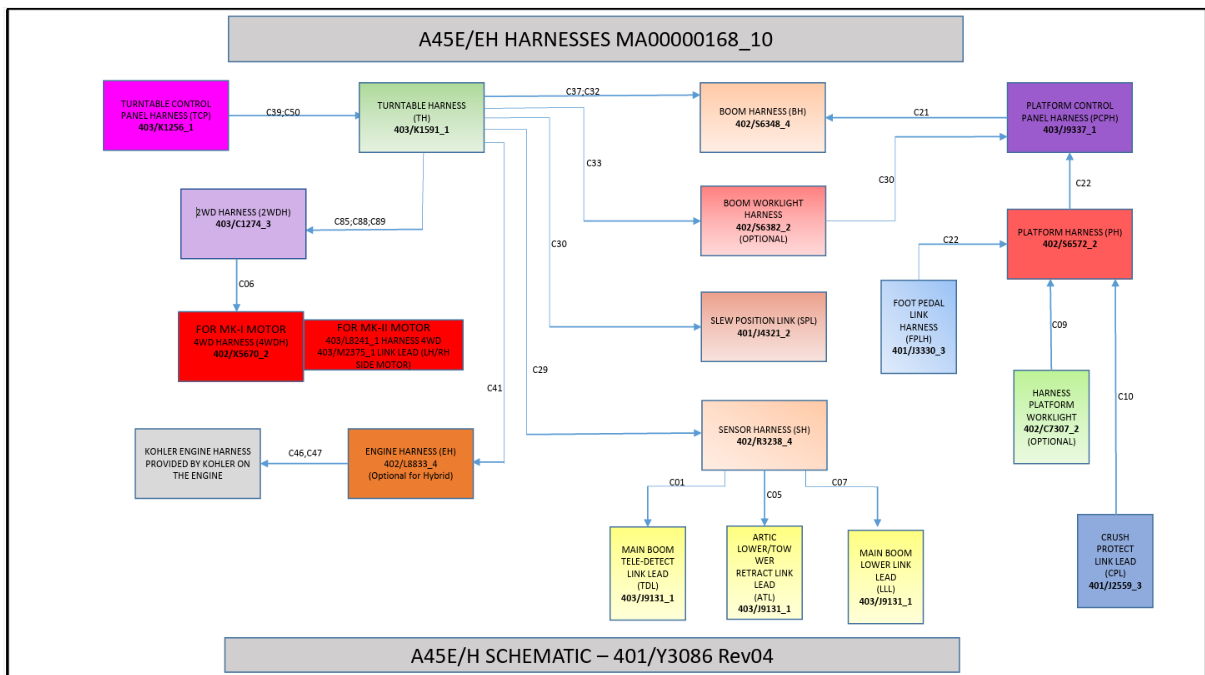 A45E/EH HARNESSES MA00000168_10
TURNTABLE CONTROL
PANEL HARNESS (TCP)
403/K1256_1
C39;C50
TURNTABLE HARNESS
(TH)
403/K1591_1
C37;C32
BOOM HARNESS (BH)
402/S6348_4
C21
PLATFORM CONTROL
PANEL HARNESS (PCPH)
403/J9337_1
C33
C30
C22
2WD HARNESS (2WDH)
403/C1274_3
C85;C88;C89
BOOM WORKLIGHT
HARNESS
402/S6382_2
(OPTIONAL)
PLATFORM HARNESS (PH)
402/S6572_2
C22
C30
C06
FOR MK-I MOTOR
4WD HARNESS (4WDH)
402/X5670_2
FOR MK-II MOTOR
403/L8241_1 HARNESS 4WD
403/M2375_1 LINK LEAD (LH/RH
SIDE MOTOR)
SLEW POSITION LINK (SPL)
401/J4321_2
FOOT PEDAL
LINK
HARNESS
(FPLH)
401/J3330_3
C09
C29
C41
C10
HARNESS
PLATFORM
WORKLIGHT
402/C7307_2
(OPTIONAL)
KOHLER ENGINE HARNESS
PROVIDED BY KOHLER ON
THE ENGINE
C46,C47
ENGINE HARNESS (EH)
402/L8833_4
(Optional for Hybrid)
SENSOR HARNESS (SH)
402/R3238_4
C01
C05
C07
MAIN BOOM
TELE-DETECT
LINK LEAD
(TDL)
403/J9131_1
ARTIC
LOWER/TOW
WER
RETRACT LINK
LEAD
(ATL)
403/J9131_1
MAIN BOOM
LOWER LINK
LEAD
(LLL)
403/J9131_1
CRUSH
PROTECT
LINK LEAD
(CPL)
401/J2559_3
A45E/H SCHEMATIC – 401/Y3086 Rev04